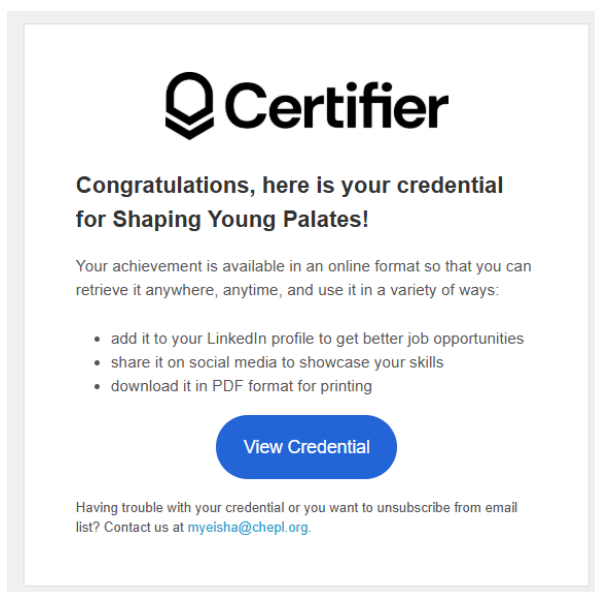 Certifier
Congratulations, here is your credential
for Shaping Young Palates!
Your achievement is available in an online format so that you can
retrieve it anywhere, anytime, and use it in a variety of ways:
• add it to your LinkedIn profile to get better job opportunities
• share it on social media to showcase your skills
• download it in PDF format for printing
View Credential
Having trouble with your credential or you want to unsubscribe from email
list? Contact us at myeisha@chepl.org.